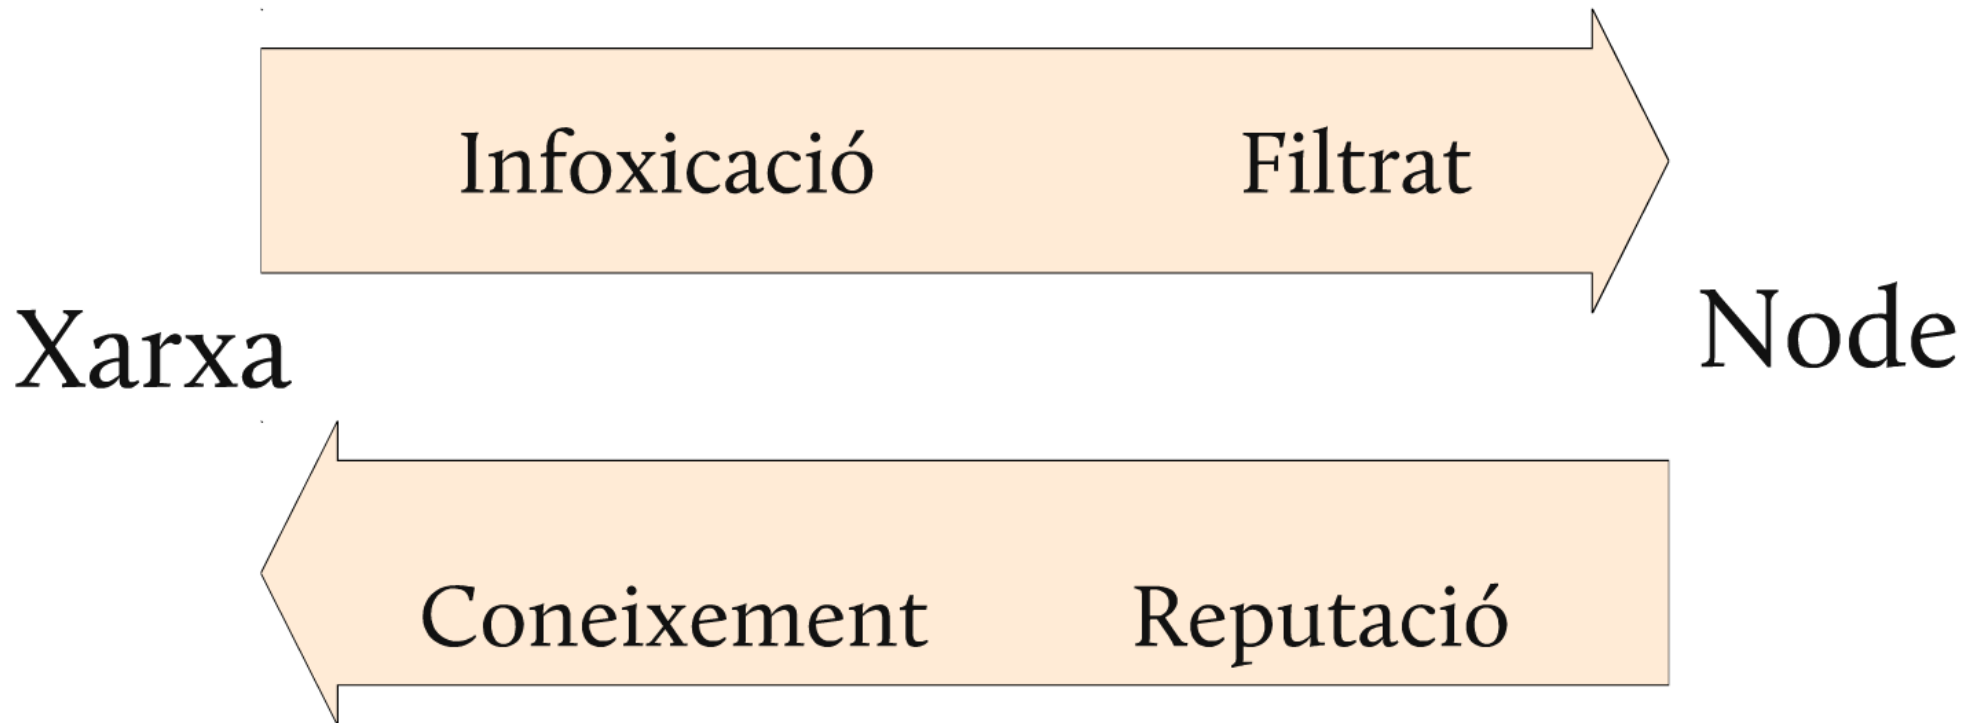 Infoxicació Filtrat
Xarxa
Node
Coneixement Reputació